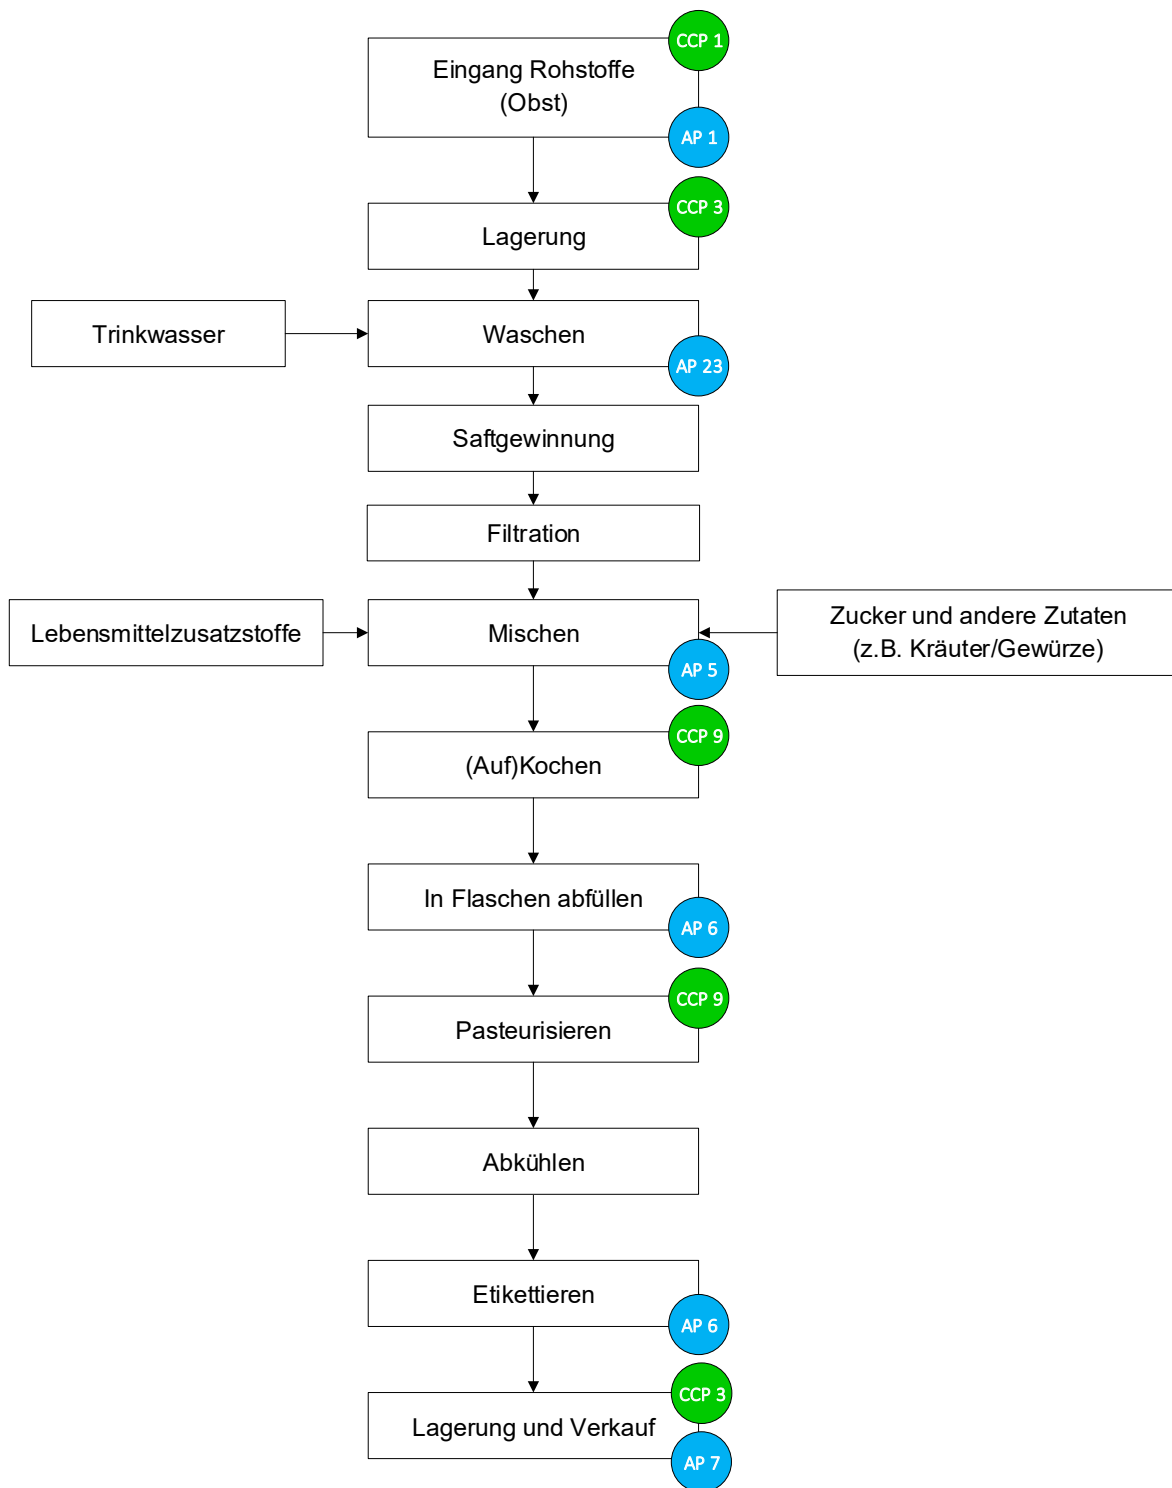 CCP 1
Eingang Rohstoffe
(Obst)
AP 1
CCP 3
Lagerung
Trinkwasser
Waschen
AP 23
Saftgewinnung
Filtration
Lebensmittelzusatzstoffe
Mischen
Zucker und andere Zutaten
(z.B. Kräuter/Gewürze)
AP 5
CCP 9
(Auf)Kochen
In Flaschen abfüllen
AP 6
CCP 9
Pasteurisieren
Abkühlen
Etikettieren
AP 6
CCP 3
Lagerung und Verkauf
AP 7